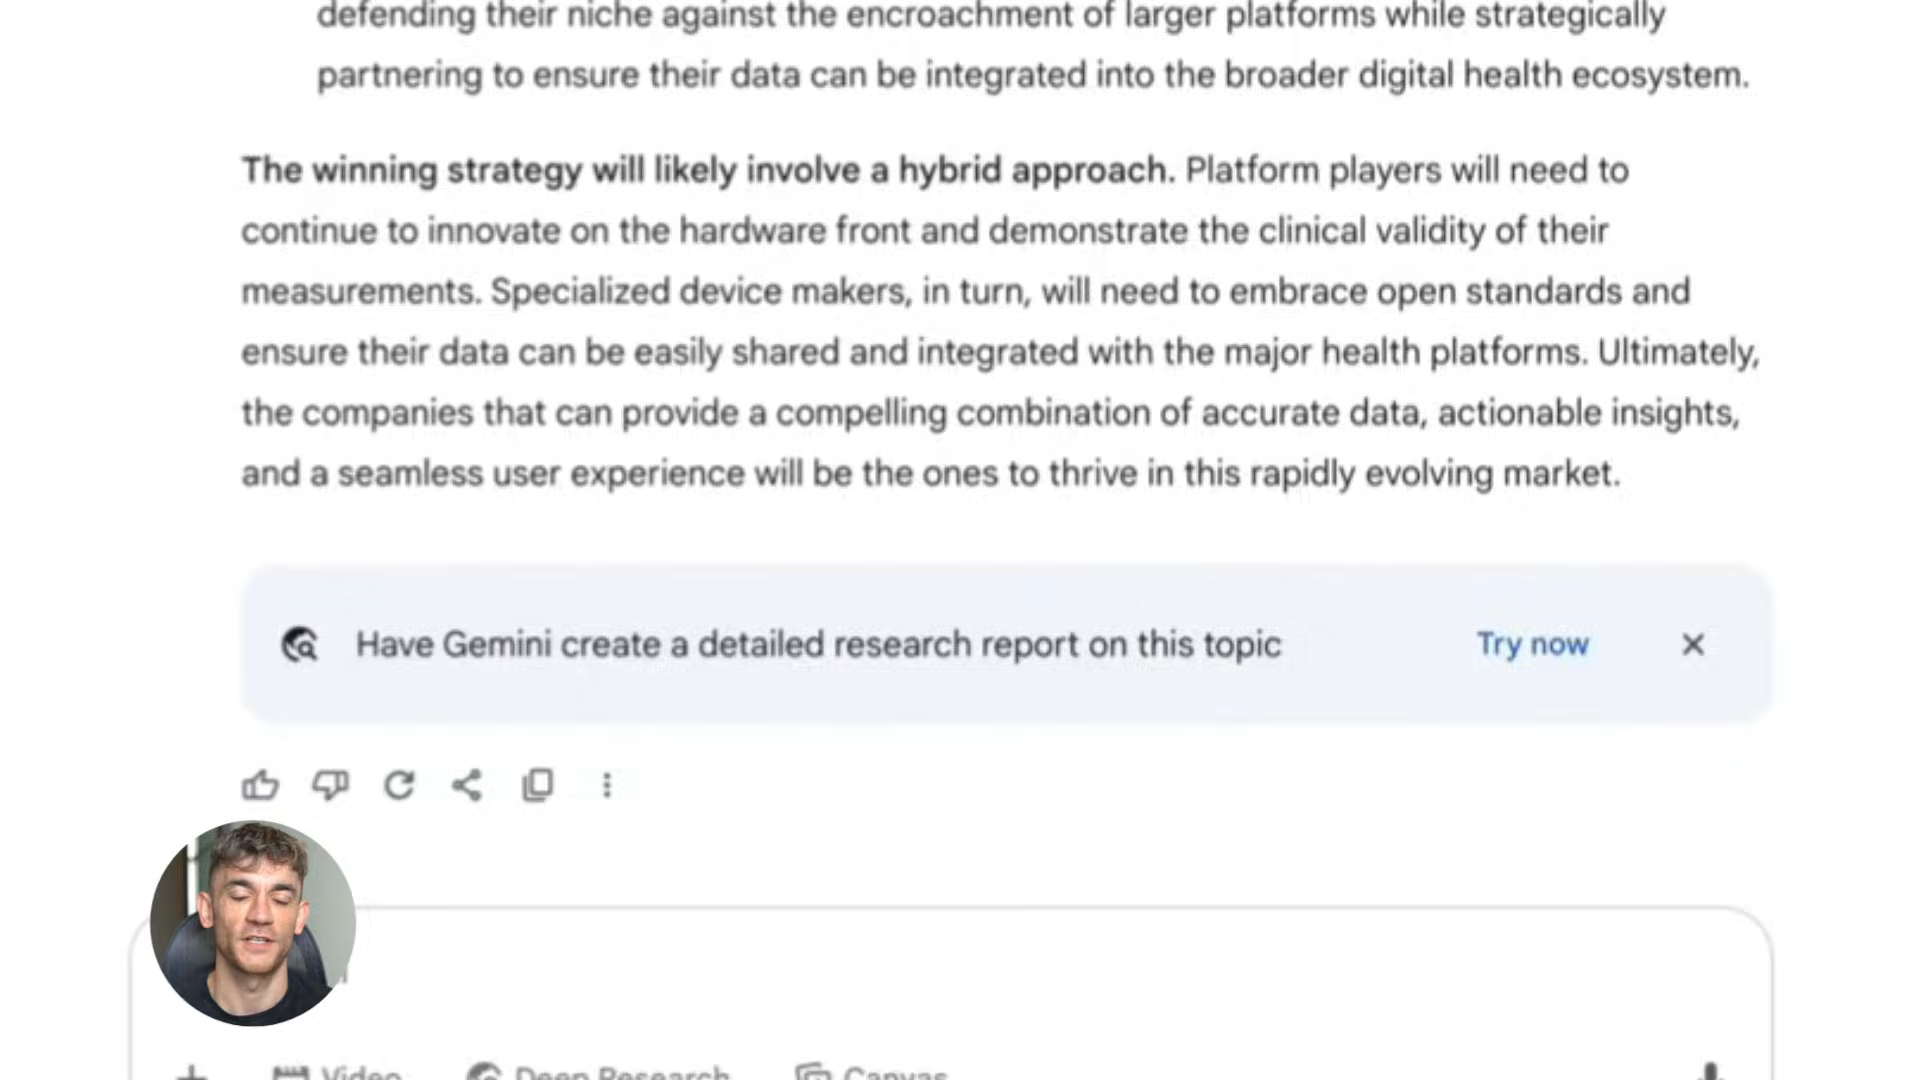 defending their niche against the encroachment of larger platforms while strategically
partnering to ensure their data can be integrated into the broader digital health ecosystem.
The winning strategy will likely involve a hybrid approach. Platform players will need to
continue to innovate on the hardware front and demonstrate the clinical validity of their
measurements. Specialized device makers, in turn, will need to embrace open standards and
ensure their data can be easily shared and integrated with the major health platforms. Ultimately,
the companies that can provide a compelling combination of accurate data, actionable insights,
and a seamless user experience will be the ones to thrive in this rapidly evolving market.
Have Gemini create a detailed research report on this topic Try now
Video Deep Research Canvas